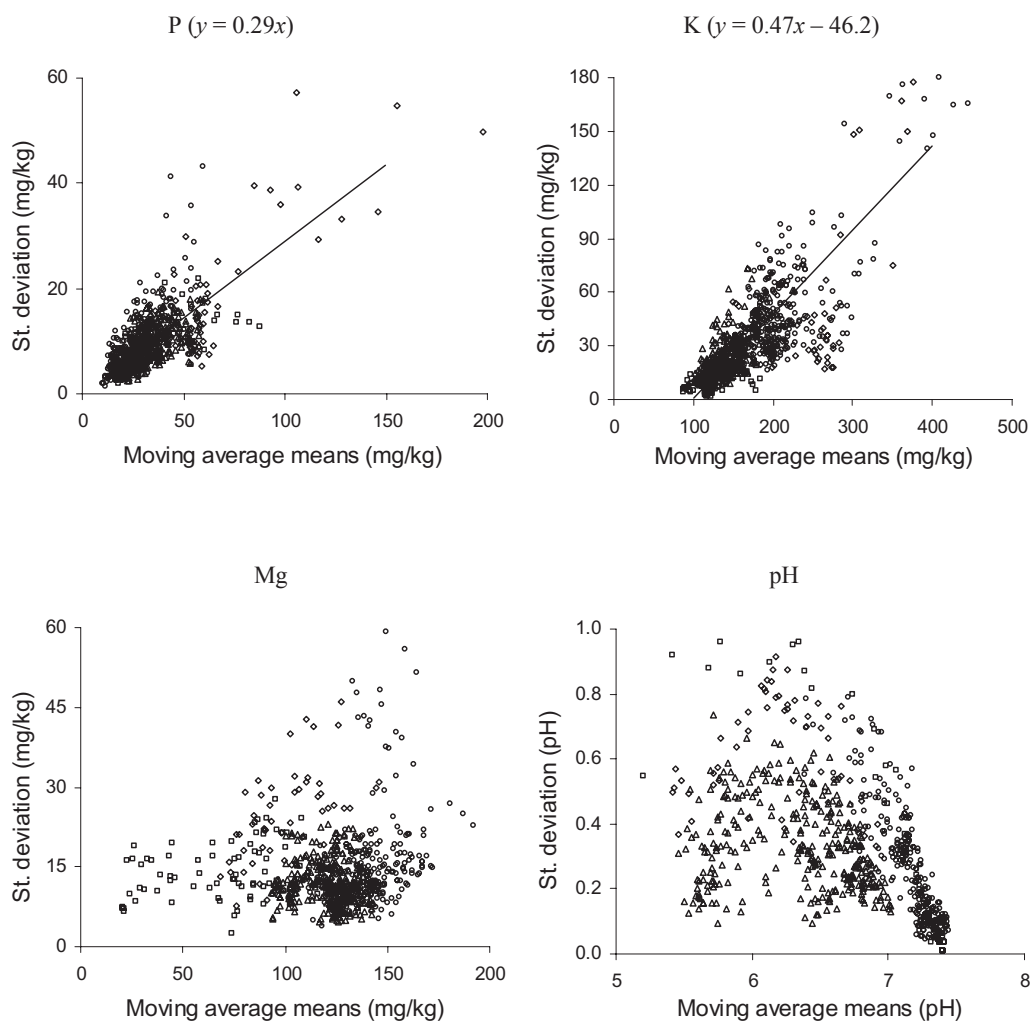 P (y = 0.29x)
60
40
20
0
St. deviation (mg/kg)
0 50 100 150 200
Moving average means (mg/kg)
K (y = 0.47x – 46.2)
180
150
120
90
60
30
0
St. deviation (mg/kg)
0 100 200 300 400 500
Moving average means (mg/kg)
Mg
60
45
30
15
0
St. deviation (mg/kg)
0 50 100 150 200
Moving average means (mg/kg)
pH
1.0
0.8
0.6
0.4
0.2
0.0
St. deviation (pH)
5 6 7 8
Moving average means (pH)